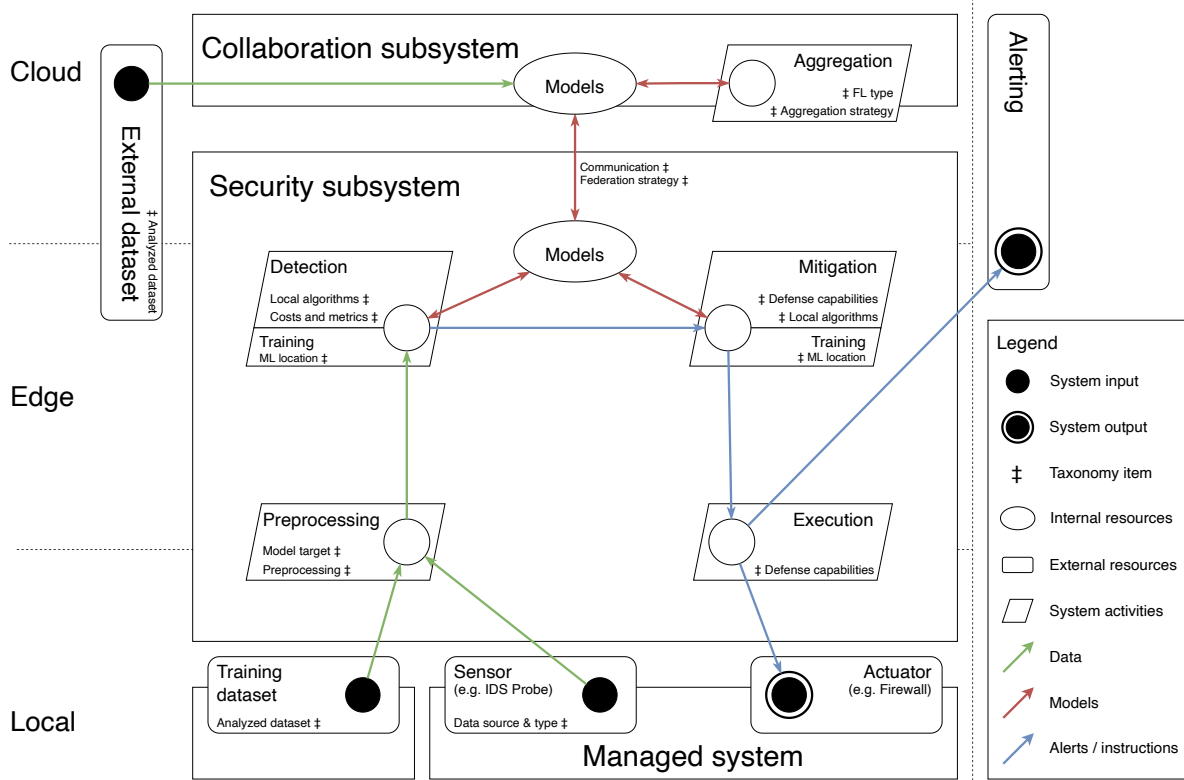 Cloud
Edge
Local
External dataset
‡ Analyzed dataset
Collaboration subsystem
Models
Aggregation
‡ FL type
‡ Aggregation strategy
Communication ‡
Federation strategy ‡
Security subsystem
Models
Detection
Local algorithms ‡
Costs and metrics ‡
Training
ML location ‡
Mitigation
‡ Defense capabilities
‡ Local algorithms
Training
‡ ML location
Preprocessing
Model target ‡
Preprocessing ‡
Execution
‡ Defense capabilities
Training
dataset
Analyzed dataset ‡
Sensor
(e.g. IDS Probe)
Data source & type ‡
Actuator
(e.g. Firewall)
Managed system
Alerting
Legend
System input
System output
‡ Taxonomy item
Internal resources
External resources
System activities
Data
Models
Alerts / instructions